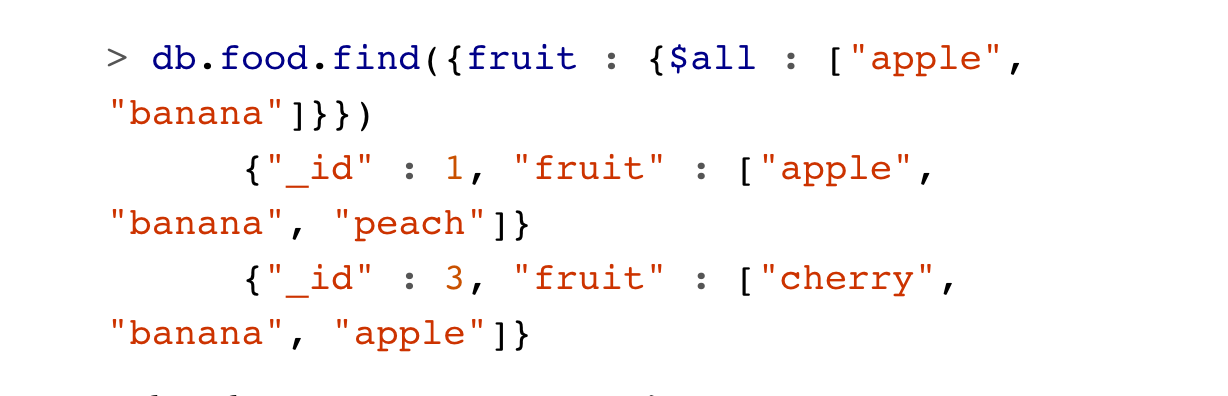 > db.food.find({fruit : {$all : ["apple",
"banana"]}})
{"_id" : 1, "fruit" : ["apple",
"banana", "peach"]}
{"_id" : 3, "fruit" : ["cherry",
"banana", "apple"]}